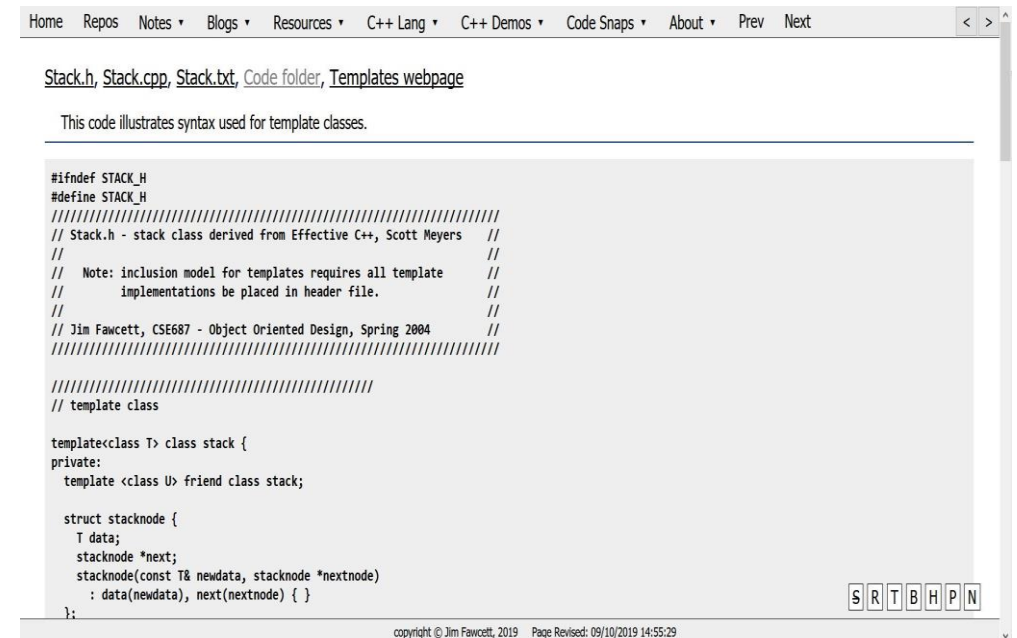 Home Repos Notes ▾ Blogs ▾ Resources ▾ C++ Lang ▾ C++ Demos ▾ Code Snaps ▾ About ▾ Prev Next < >
Stack.h, Stack.cpp, Stack.txt, Code folder, Templates webpage
This code illustrates syntax used for template classes.
#ifndef STACK_H
#define STACK_H
///////////////////////////////////////////////////////////////////////
// Stack.h - stack class derived from Effective C++, Scott Meyers    //
//                                                                   //
//   Note: inclusion model for templates requires all template       //
//         implementations be placed in header file.                 //
//                                                                   //
// Jim Fawcett, CSE687 - Object Oriented Design, Spring 2004         //
///////////////////////////////////////////////////////////////////////
///////////////////////////////////////////////////
// template class
template<class T> class stack {
private:
  template <class U> friend class stack;
  struct stacknode {
    T data;
    stacknode *next;
    stacknode(const T& newdata, stacknode *nextnode)
      : data(newdata), next(nextnode) { }
  };
S R T B H P N
copyright © Jim Fawcett, 2019 Page Revised: 09/10/2019 14:55:29